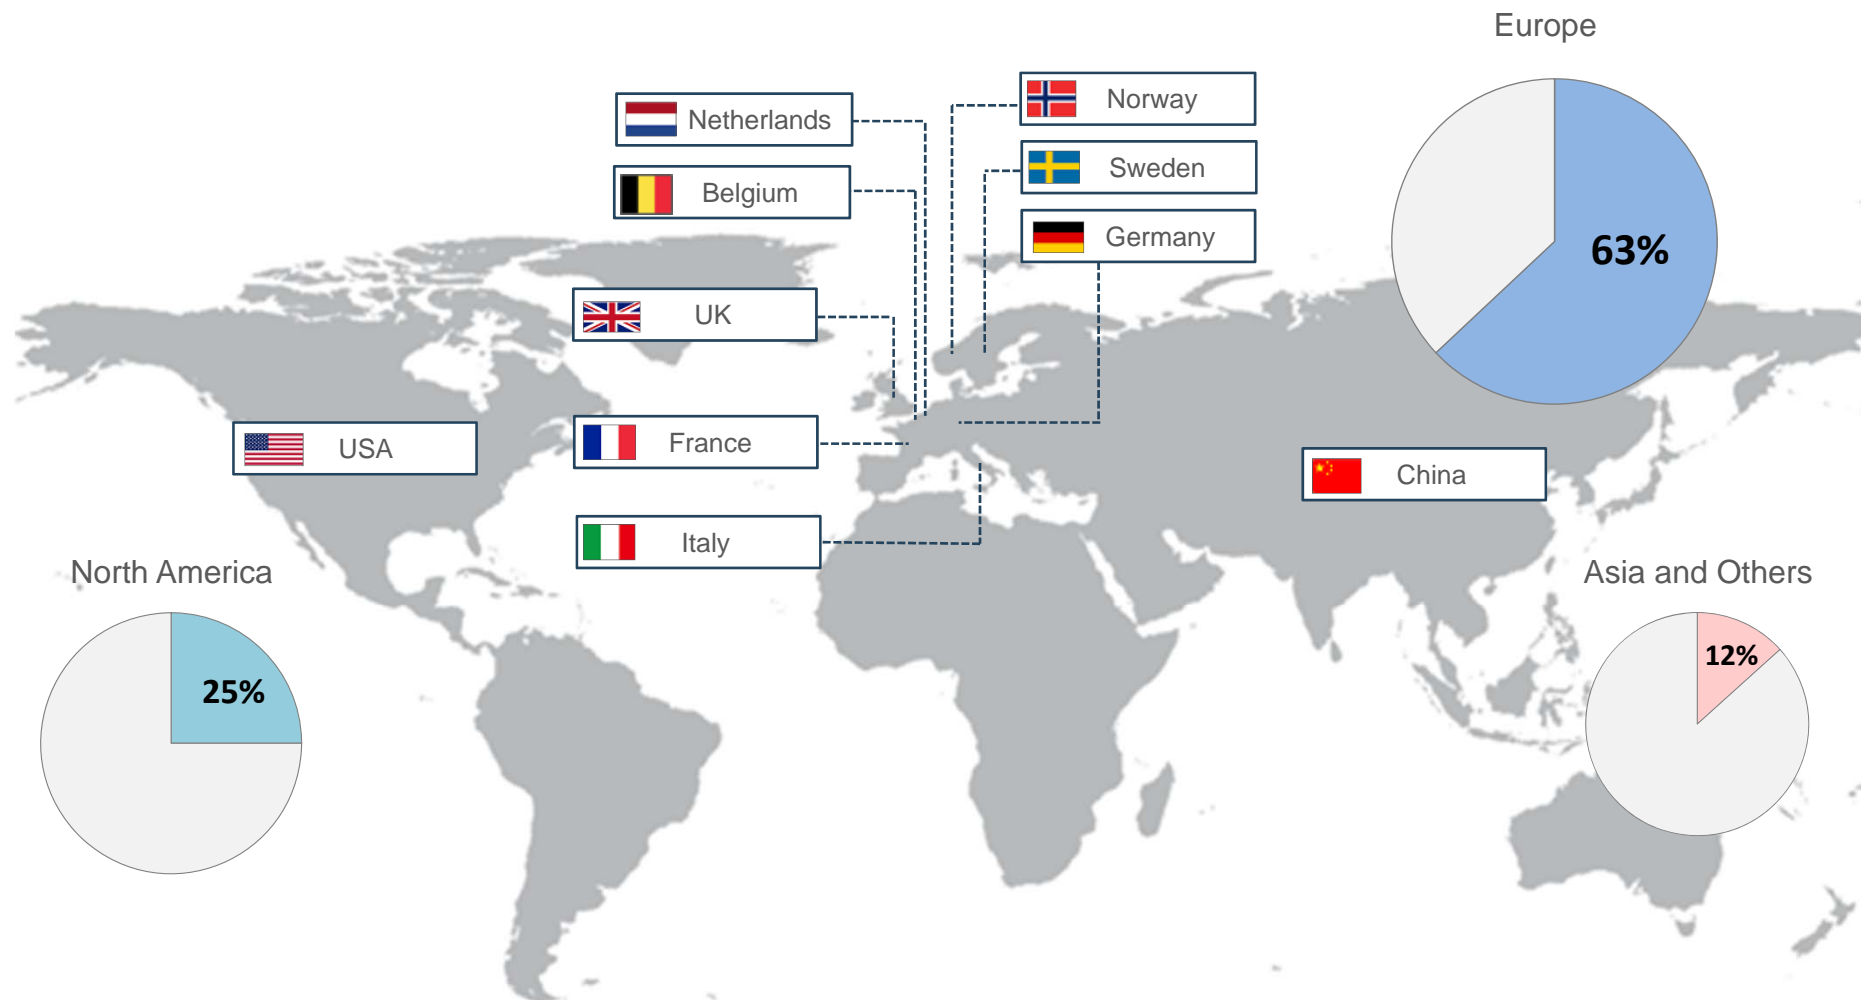 Europe
63%
Norway
Netherlands
Sweden
Belgium
Germany
UK
France
USA
China
Italy
North America
25%
Asia and Others
12%